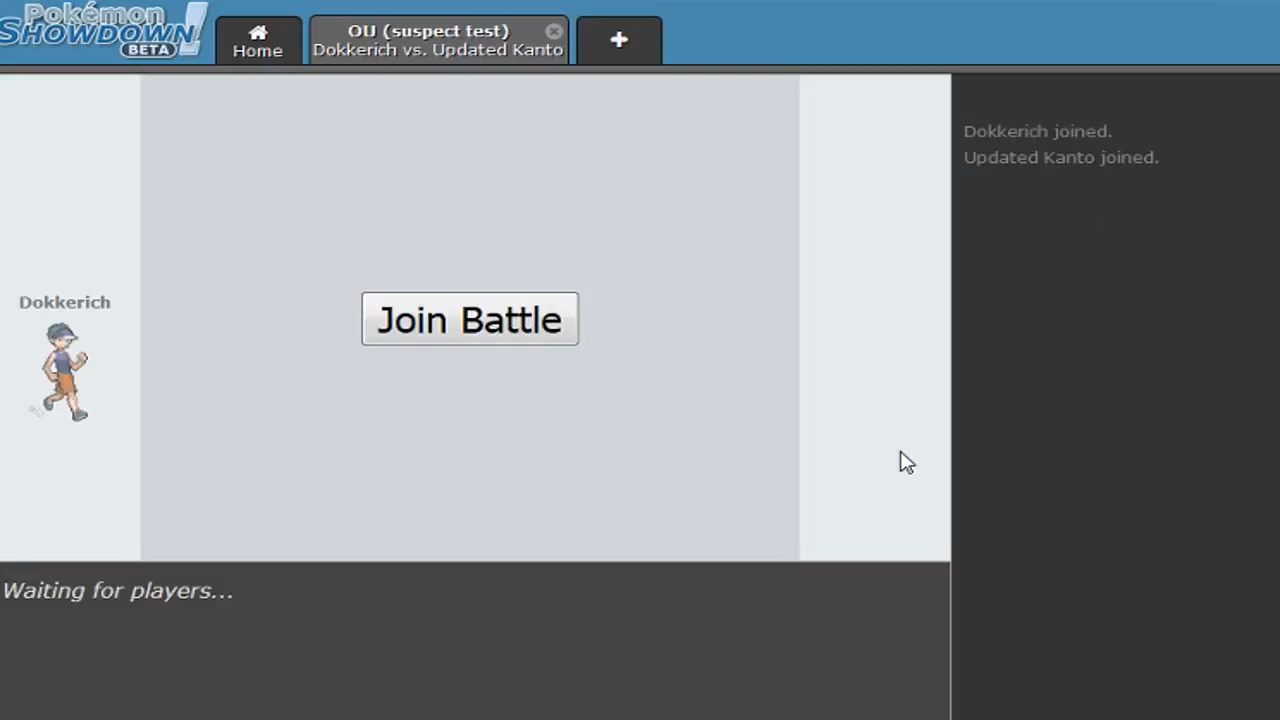 Pokémon
SHOWDOWN!
BETA
Home
OU (suspect test)
Dokkerich vs. Updated Kanto
Dokkerich joined.
Updated Kanto joined.
Dokkerich
Join Battle
Waiting for players...